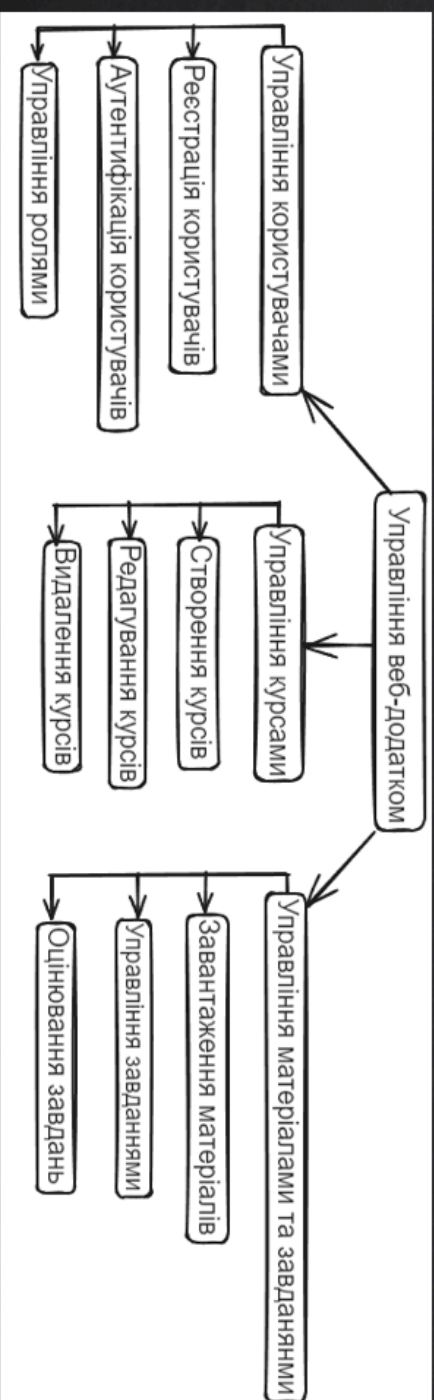 Управління веб-додатком
Управління користувачами
Реєстрація користувачів
Аутентифікація користувачів
Управління ролями
Управління курсами
Створення курсів
Редагування курсів
Видалення курсів
Управління матеріалами та завданянми
Завантаження матеріалів
Управління завданнями
Оцінювання завдань